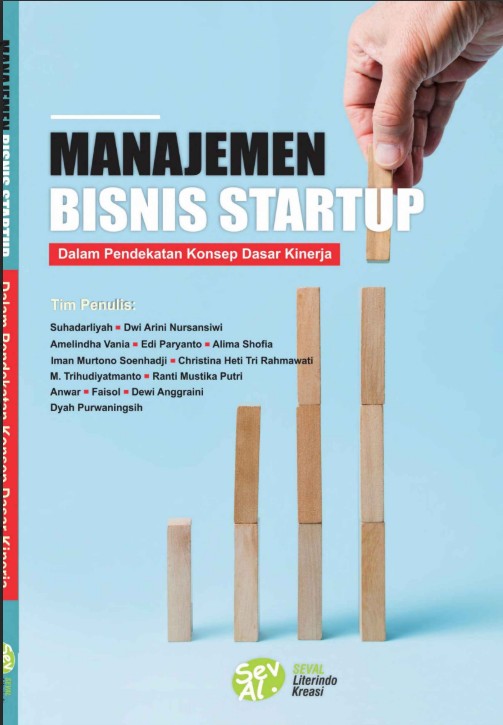 MANAJEMEN
BISNIS STARTUP
Dalam Pendekatan Konsep Dasar Kinerja
Tim Penulis:
Suhadarliyah ▪ Dwi Arini Nursansiwi
Amelindha Vania ▪ Edi Paryanto ▪ Alima Shofia
Iman Murtono Soenhadji ▪ Christina Heti Tri Rahmawati
M. Trihudiyatmanto ▪ Ranti Mustika Putri
Anwar ▪ Faisol ▪ Dewi Anggraini
Dyah Purwaningsih
Sev
Al.
SEVAL
Literindo
Kreasi
MANAJEMEN BISNIS STARTUP
Dalam Pendekatan Konsep Dasar Kinerja